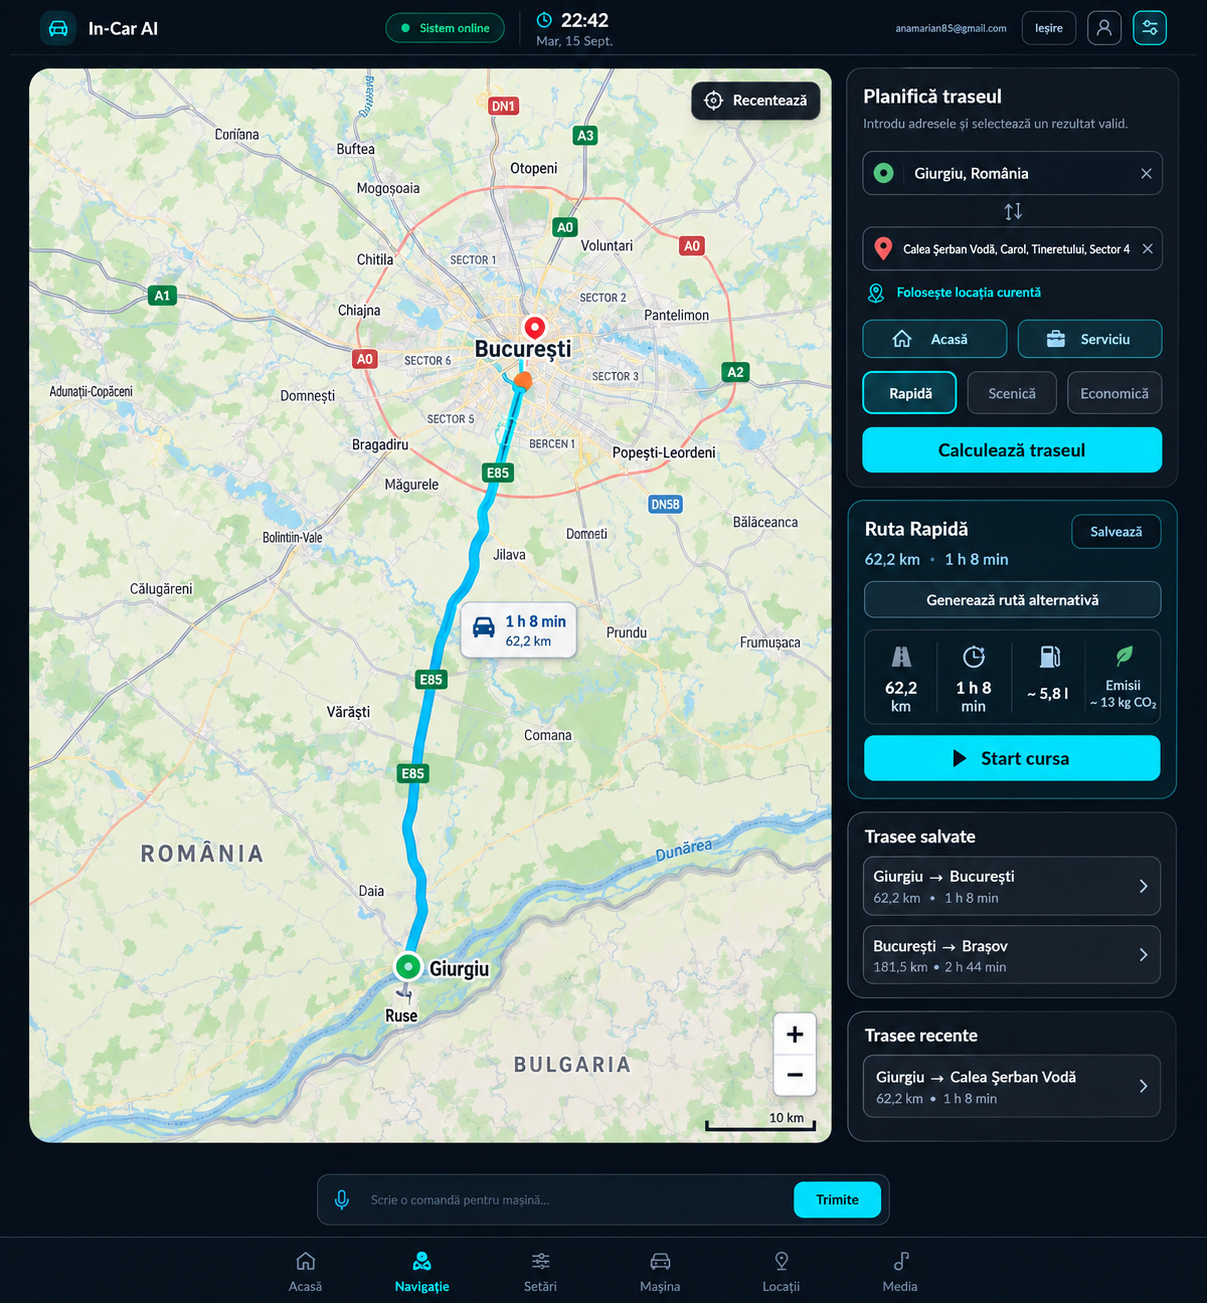 In-Car AI
Sistem online
22:42
Mar, 15 Sept.
anamarian85@gmail.com
Ieșire
Recentează
DN1
A3
Dorriana
Buftea
Otopeni
Mogoșoaia
A0
Voluntari
A0
Chitila
SECTOR 1
A1
SECTOR 2
Chiajna
Pantelimon
București
A0
SECTOR 6
A2
SECTOR 3
Adunații-Copăceni
Domnești
SECTOR 5
Bragadiru
BERCEN 1
Popești-Leordeni
E85
Măgurele
DNSB
Bălăceanca
Bolintin-Vale
Domneti
Jilava
Călugăreni
1 h 8 min
62,2 km
Prundu
Frumușaca
E85
Vărăști
Comana
E85
ROMÂNIA
Dunărea
Daia
Giurgiu
Ruse
BULGARIA
+
−
10 km
Planifică traseul
Introdu adresele și selectează un rezultat valid.
Giurgiu, România
Calea Șerban Vodă, Carol, Tineretului, Sector 4
Folosește locația curentă
Acasă
Serviciu
Rapidă
Scenică
Economică
Calculează traseul
Ruta Rapidă
Salvează
62,2 km • 1 h 8 min
Generează rută alternativă
62,2
km
1 h 8
min
~ 5,8 l
Emisii
~ 13 kg CO₂
Start cursa
Trasee salvate
Giurgiu → București
62,2 km • 1 h 8 min
București → Brașov
181,5 km • 2 h 44 min
Trasee recente
Giurgiu → Calea Șerban Vodă
62,2 km • 1 h 8 min
Scrie o comandă pentru mașină...
Trimite
Acasă
Navigație
Setări
Mașina
Locații
Media